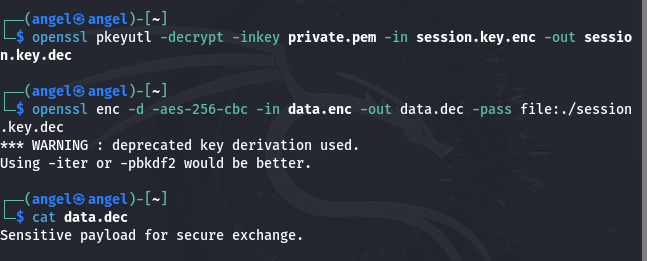 ┌──(angel㉿angel)-[~]
└─$ openssl pkeyutl -decrypt -inkey private.pem -in session.key.enc -out sessio
n.key.dec
┌──(angel㉿angel)-[~]
└─$ openssl enc -d -aes-256-cbc -in data.enc -out data.dec -pass file:./session
.key.dec
*** WARNING : deprecated key derivation used.
Using -iter or -pbkdf2 would be better.
┌──(angel㉿angel)-[~]
└─$ cat data.dec
Sensitive payload for secure exchange.